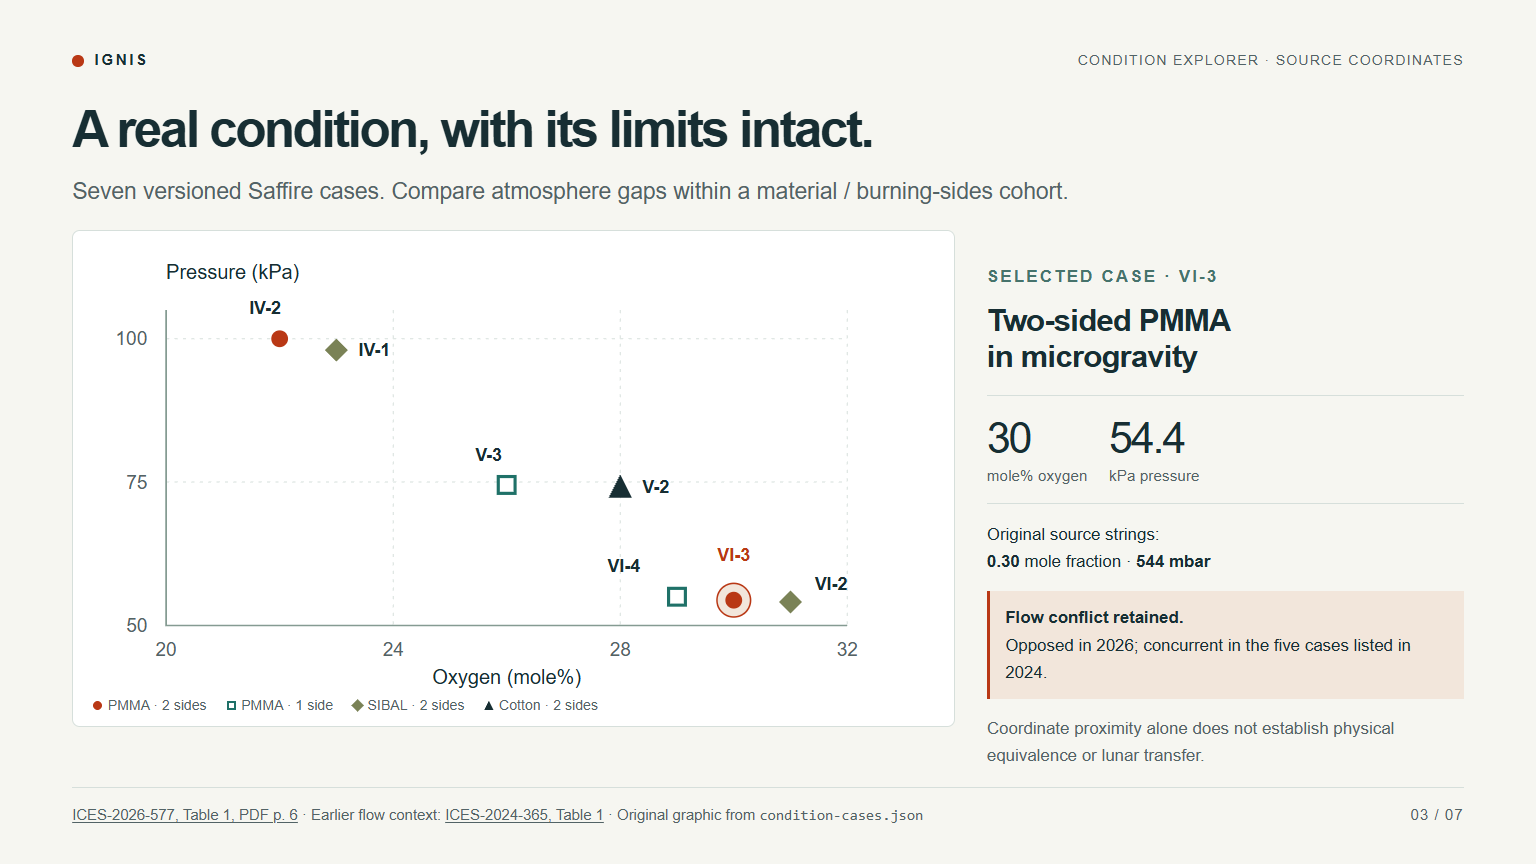 IGNIS
CONDITION EXPLORER · SOURCE COORDINATES
A real condition, with its limits intact.
Seven versioned Saffire cases. Compare atmosphere gaps within a material / burning-sides cohort.
Pressure (kPa)
IV-2
100
IV-1
V-3
75
V-2
VI-3
VI-4
VI-2
50
20
24
28
32
Oxygen (mole%)
PMMA · 2 sides
PMMA · 1 side
SIBAL · 2 sides
Cotton · 2 sides
SELECTED CASE · VI-3
Two-sided PMMA
in microgravity
30
54.4
mole% oxygen
kPa pressure
Original source strings:
0.30 mole fraction · 544 mbar
Flow conflict retained.
Opposed in 2026; concurrent in the five cases listed in
2024.
Coordinate proximity alone does not establish physical
equivalence or lunar transfer.
ICES-2026-577, Table 1, PDF p. 6 · Earlier flow context: ICES-2024-365, Table 1 · Original graphic from condition-cases.json
03 / 07